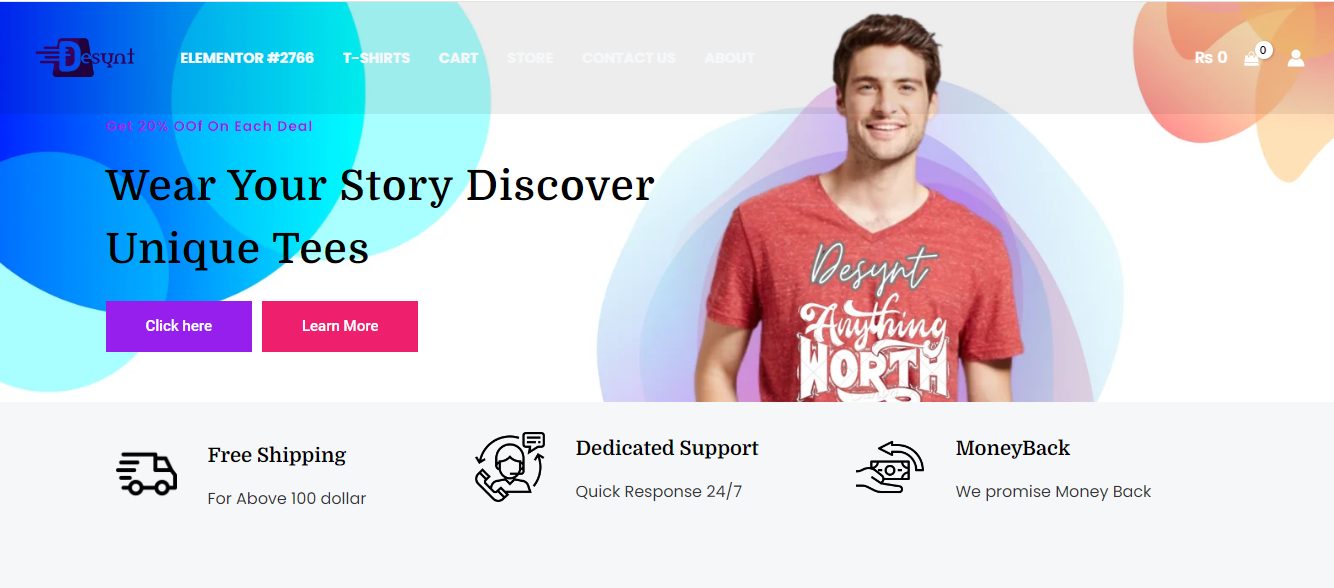 Desynt
ELEMENTOR #2766 T-SHIRTS CART STORE CONTACT US ABOUT
₨ 0 0
Get 20% OOf On Each Deal
Wear Your Story Discover
Unique Tees
Click here Learn More
Desynt
Anything
WORTH
Free Shipping
For Above 100 dollar
Dedicated Support
Quick Response 24/7
MoneyBack
We promise Money Back